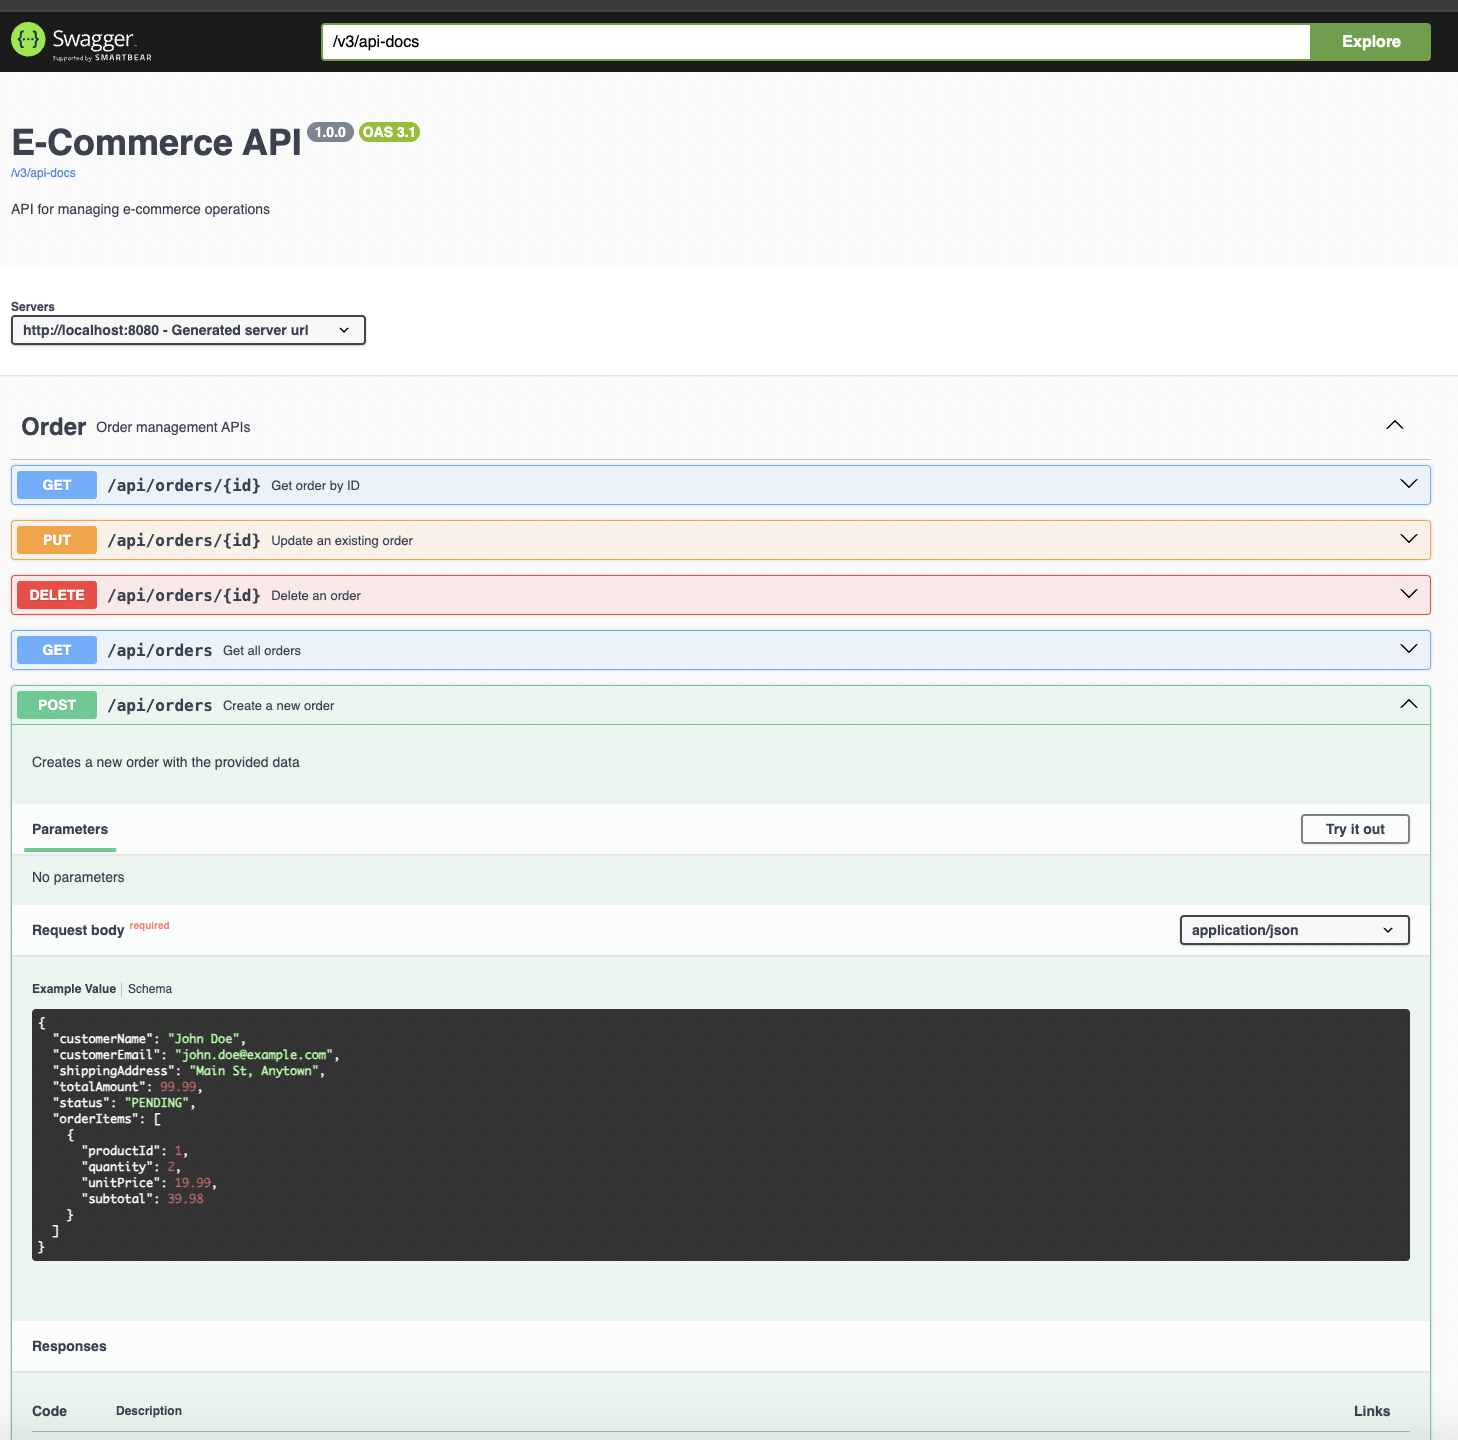 Swagger
Supported by SMARTBEAR
/v3/api-docs
Explore
E-Commerce API 1.0.0 OAS 3.1
/v3/api-docs
API for managing e-commerce operations
Servers
http://localhost:8080 - Generated server url
Order Order management APIs
GET /api/orders/{id} Get order by ID
PUT /api/orders/{id} Update an existing order
DELETE /api/orders/{id} Delete an order
GET /api/orders Get all orders
POST /api/orders Create a new order
Creates a new order with the provided data
Parameters Try it out
No parameters
Request body required application/json
Example Value Schema
{
  "customerName": "John Doe",
  "customerEmail": "john.doe@example.com",
  "shippingAddress": "Main St, Anytown",
  "totalAmount": 99.99,
  "status": "PENDING",
  "orderItems": [
    {
      "productId": 1,
      "quantity": 2,
      "unitPrice": 19.99,
      "subtotal": 39.98
    }
  ]
}
Responses
Code Description Links